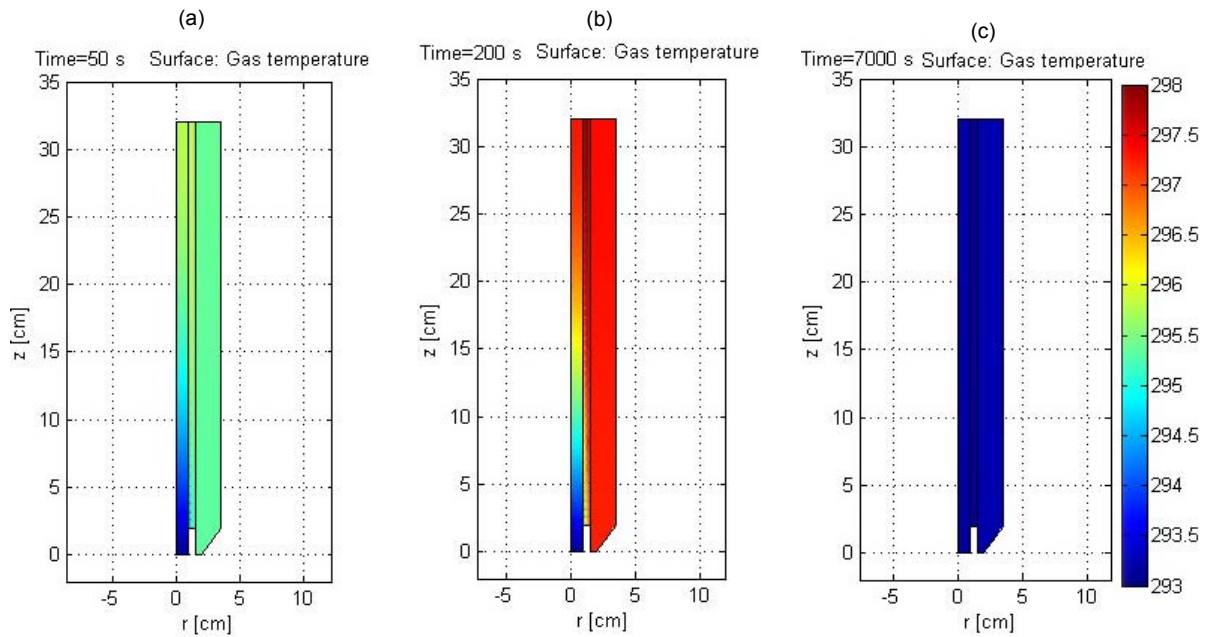 (a)
Time=50 s Surface: Gas temperature
35
30
25
20
15
10
5
0
z [cm]
-5 0 5 10
r [cm]
(b)
Time=200 s Surface: Gas temperature
35
30
25
20
15
10
5
0
z [cm]
-5 0 5 10
r [cm]
(c)
Time=7000 s Surface: Gas temperature
35
30
25
20
15
10
5
0
z [cm]
-5 0 5 10
r [cm]
298
297.5
297
296.5
296
295.5
295
294.5
294
293.5
293